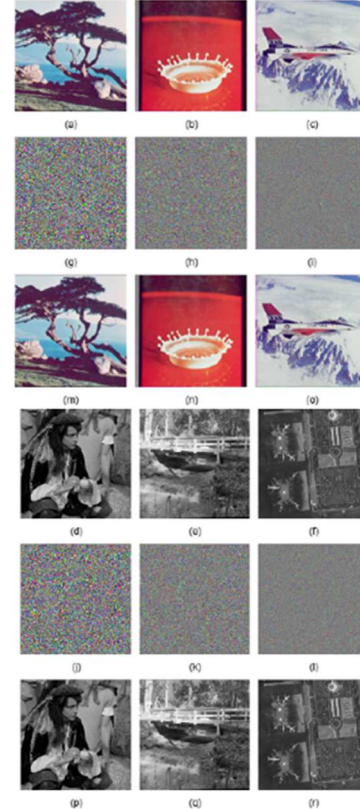 (a) (b) (c)
(g) (h) (i)
(m) (n) (o)
(d) (e) (f)
(j) (k) (l)
(p) (q) (r)